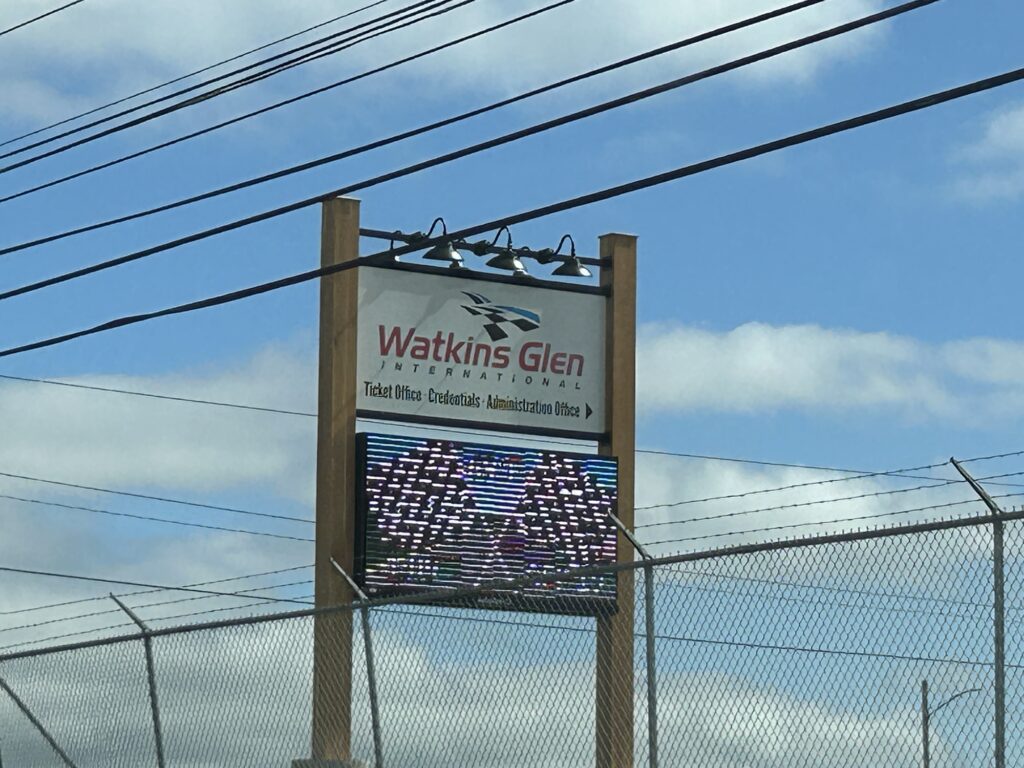 Watkins Glen
INTERNATIONAL
Ticket Office · Credentials · Administration Office